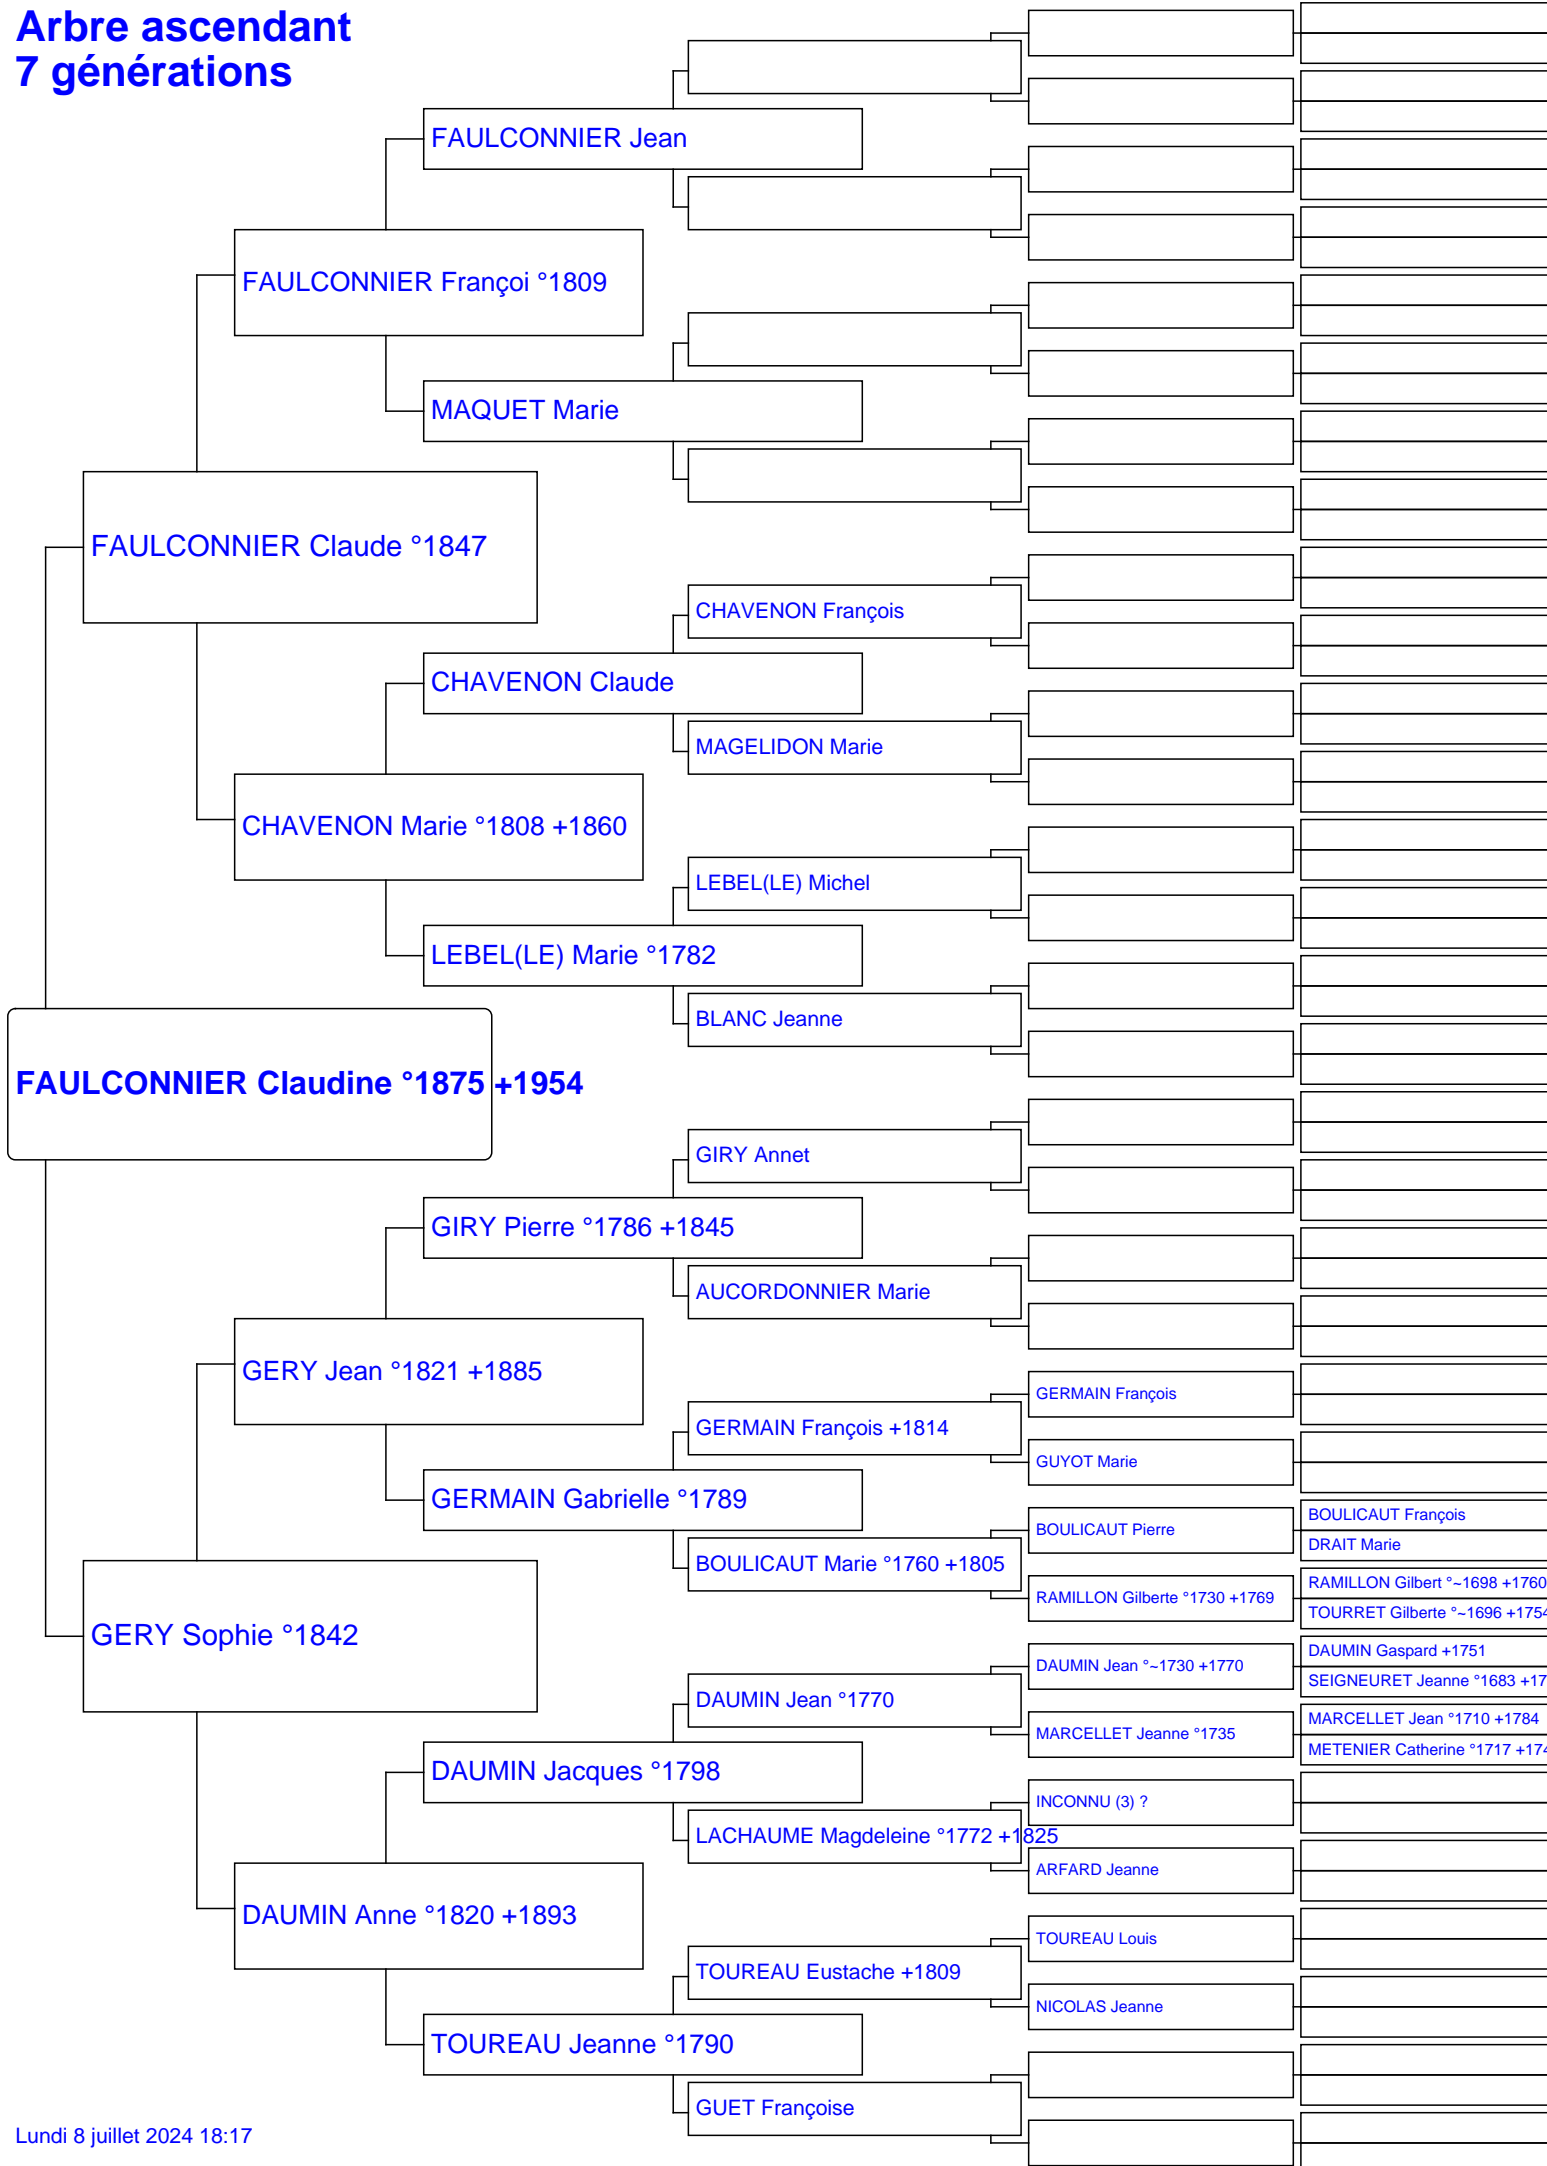 Arbre ascendant
7 générations
FAULCONNIER Jean
FAULCONNIER Françoi °1809
MAQUET Marie
FAULCONNIER Claude °1847
CHAVENON François
CHAVENON Claude
MAGELIDON Marie
CHAVENON Marie °1808 +1860
LEBEL(LE) Michel
LEBEL(LE) Marie °1782
BLANC Jeanne
FAULCONNIER Claudine °1875 +1954
GIRY Annet
GIRY Pierre °1786 +1845
AUCORDONNIER Marie
GERY Jean °1821 +1885
GERMAIN François
GERMAIN François +1814
GUYOT Marie
GERMAIN Gabrielle °1789
BOULICAUT François
BOULICAUT Pierre
DRAIT Marie
BOULICAUT Marie °1760 +1805
RAMILLON Gilbert °~1698 +1760
RAMILLON Gilberte °1730 +1769
TOURRET Gilberte °~1696 +1754
GERY Sophie °1842
DAUMIN Gaspard +1751
DAUMIN Jean °~1730 +1770
SEIGNEURET Jeanne °1683 +17
DAUMIN Jean °1770
MARCELLET Jean °1710 +1784
MARCELLET Jeanne °1735
METENIER Catherine °1717 +174
DAUMIN Jacques °1798
INCONNU (3) ?
LACHAUME Magdeleine °1772 +1825
ARFARD Jeanne
DAUMIN Anne °1820 +1893
TOUREAU Louis
TOUREAU Eustache +1809
NICOLAS Jeanne
TOUREAU Jeanne °1790
GUET Françoise
Lundi 8 juillet 2024 18:17